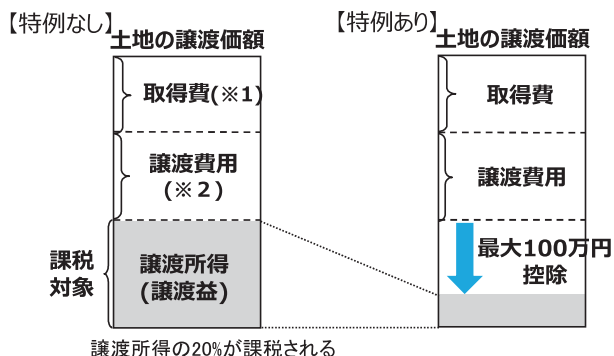 【特例なし】
土地の譲渡価額
取得費(※1)
譲渡費用
(※２)
課税
対象
譲渡所得
(譲渡益)
譲渡所得の20%が課税される
【特例あり】
土地の譲渡価額
取得費
譲渡費用
最大100万円
控除